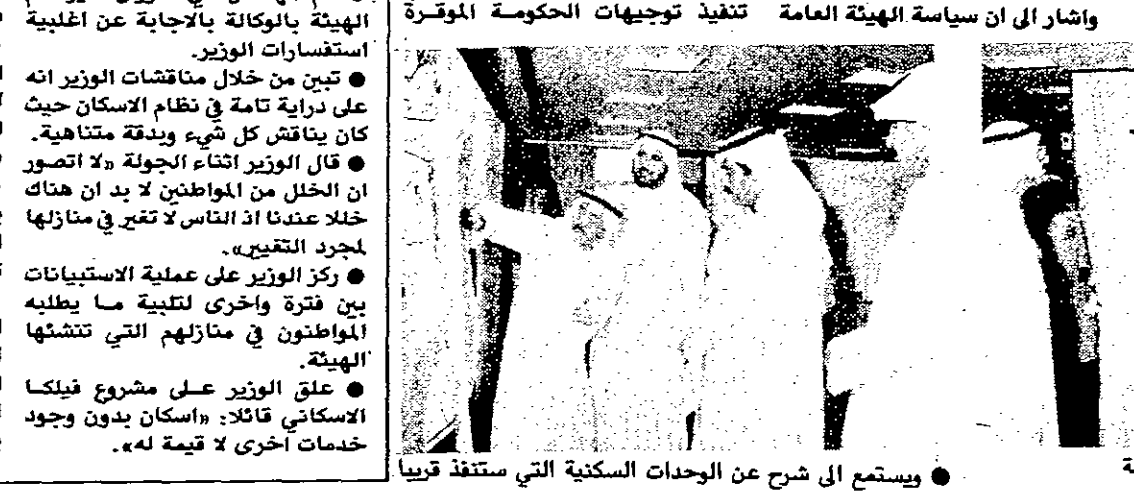 واشار الى ان سياسة الهيئة العامة
تنفيذ توجيهات الحكومة الموقرة
● ويستمع الى شرح عن الوحدات السكنية التي ستنفذ قريبا
الهيئة بالوكالة بالاجابة عن اغلبية
استفسارات الوزير.
● تبين من خلال مناقشات الوزير انه
على دراية تامة في نظام الاسكان حيث
كان يناقش كل شيء وبدقة متناهية.
● قال الوزير اثناء الجولة «لا اتصور
ان الخلل من المواطنين لا بد ان هناك
خللا عندنا اذ الناس لا تغير في منازلها
لمجرد التغيير».
● ركز الوزير على عملية الاستبيانات
بين فترة واخرى لتلبية ما يطلبه
المواطنون في منازلهم التي تنشئها
الهيئة.
● علق الوزير على مشروع فيلكا
الاسكاني قائلا: «اسكان بدون وجود
خدمات اخرى لا قيمة له».